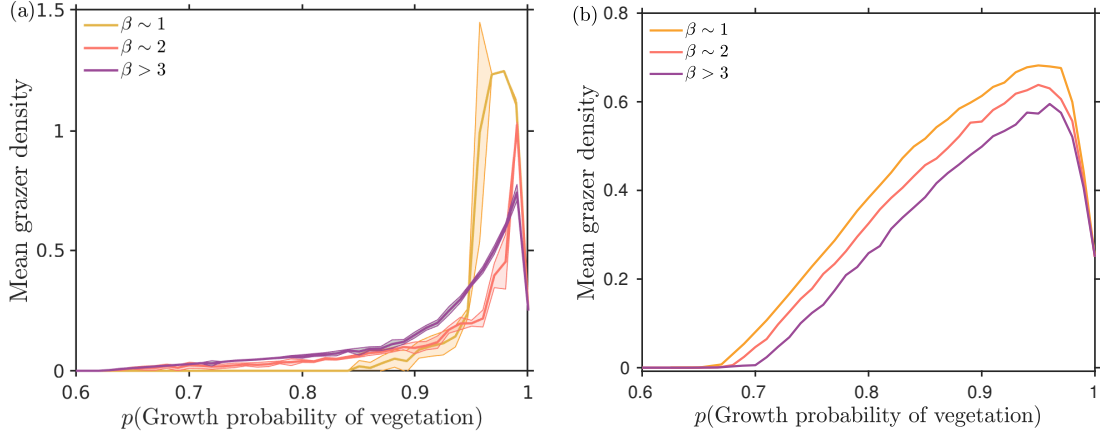 (a)
1.5
1
0.5
0
β ∼ 1
β ∼ 2
β > 3
Mean grazer density
0.6
0.7
0.8
0.9
1
p(Growth probability of vegetation)
(b)
0.8
0.6
0.4
0.2
0
β ∼ 1
β ∼ 2
β > 3
Mean grazer density
0.6
0.7
0.8
0.9
1
p(Growth probability of vegetation)